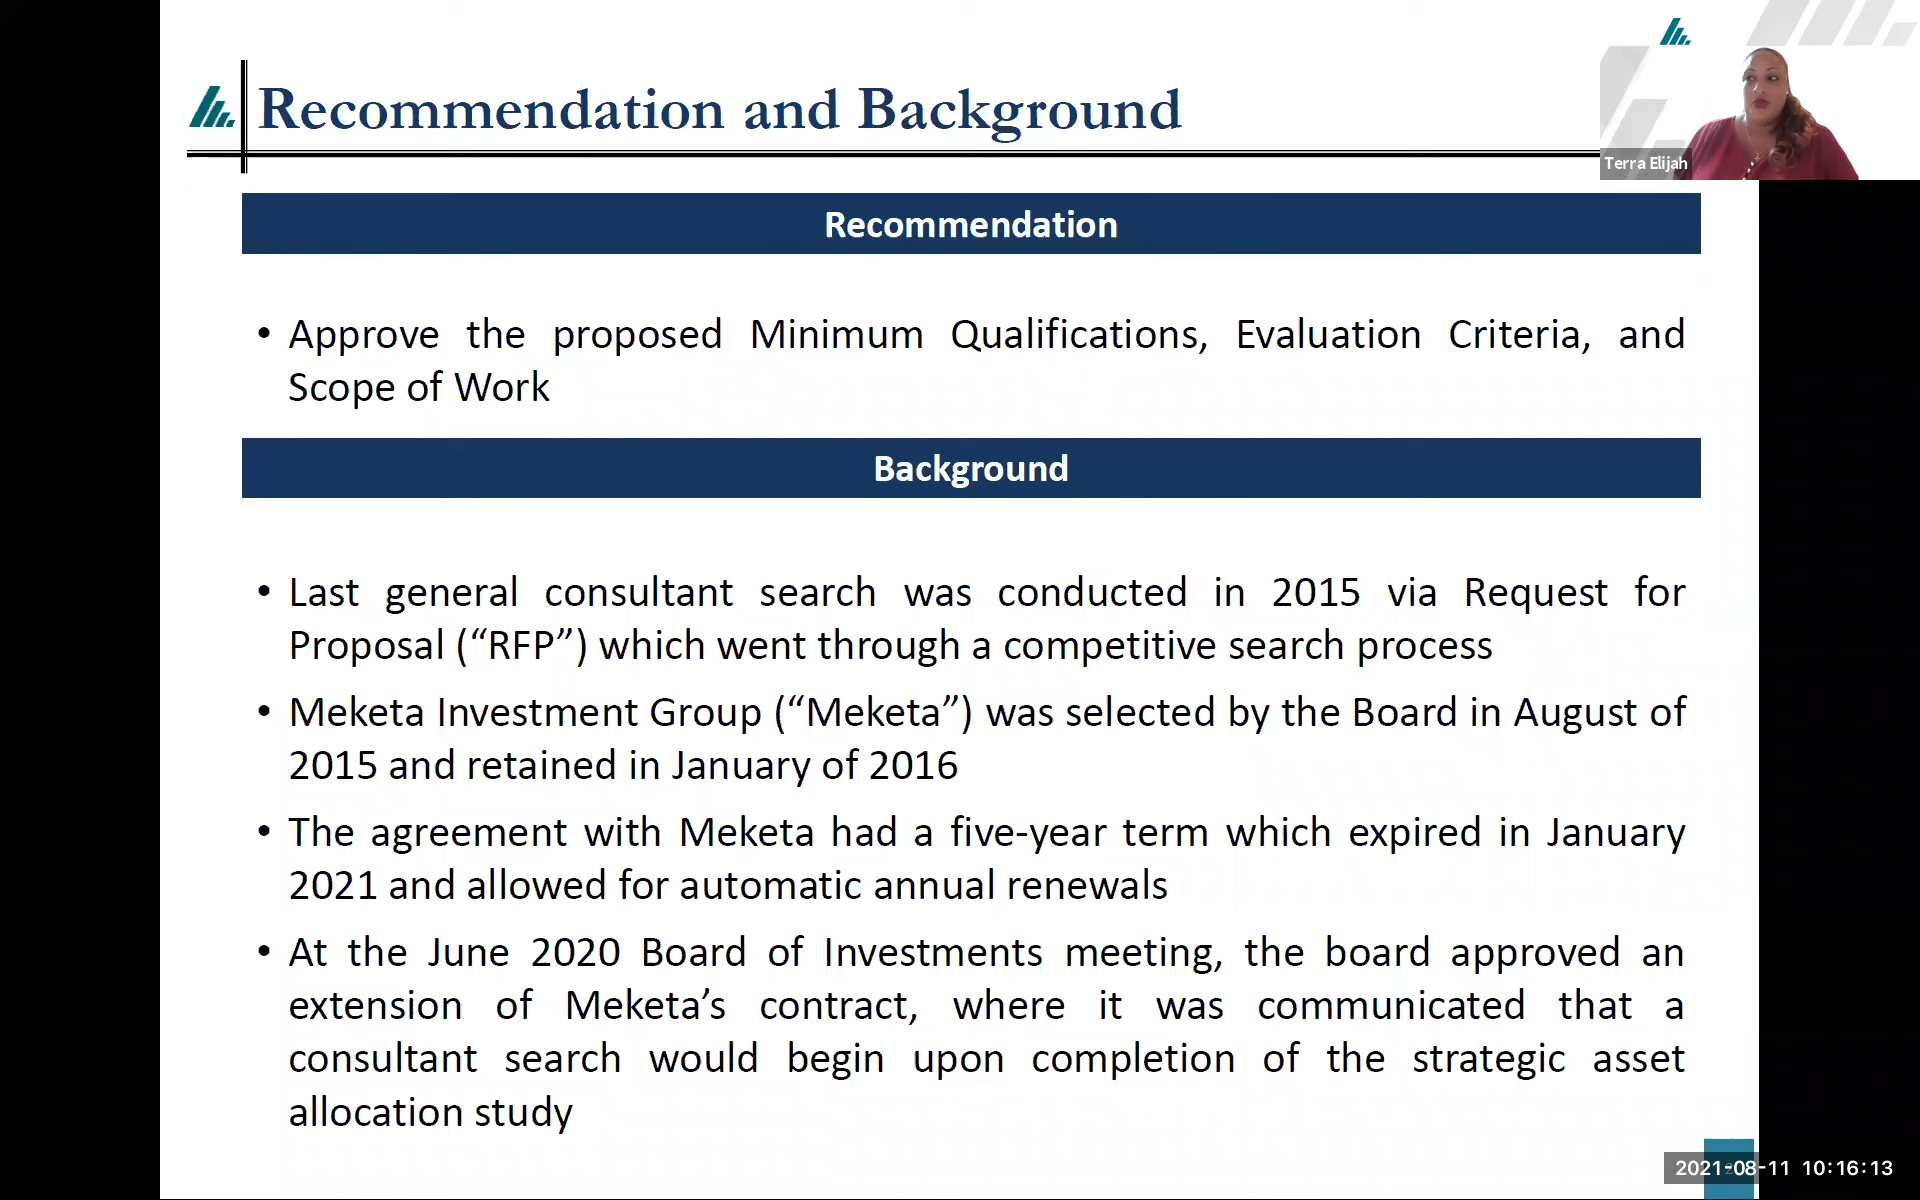 Recommendation and Background
Terra Elijah
Recommendation
• Approve the proposed Minimum Qualifications, Evaluation Criteria, and
Scope of Work
Background
• Last general consultant search was conducted in 2015 via Request for
Proposal (“RFP”) which went through a competitive search process
• Meketa Investment Group (“Meketa”) was selected by the Board in August of
2015 and retained in January of 2016
• The agreement with Meketa had a five-year term which expired in January
2021 and allowed for automatic annual renewals
• At the June 2020 Board of Investments meeting, the board approved an
extension of Meketa’s contract, where it was communicated that a
consultant search would begin upon completion of the strategic asset
allocation study
2021-08-11 10:16:13